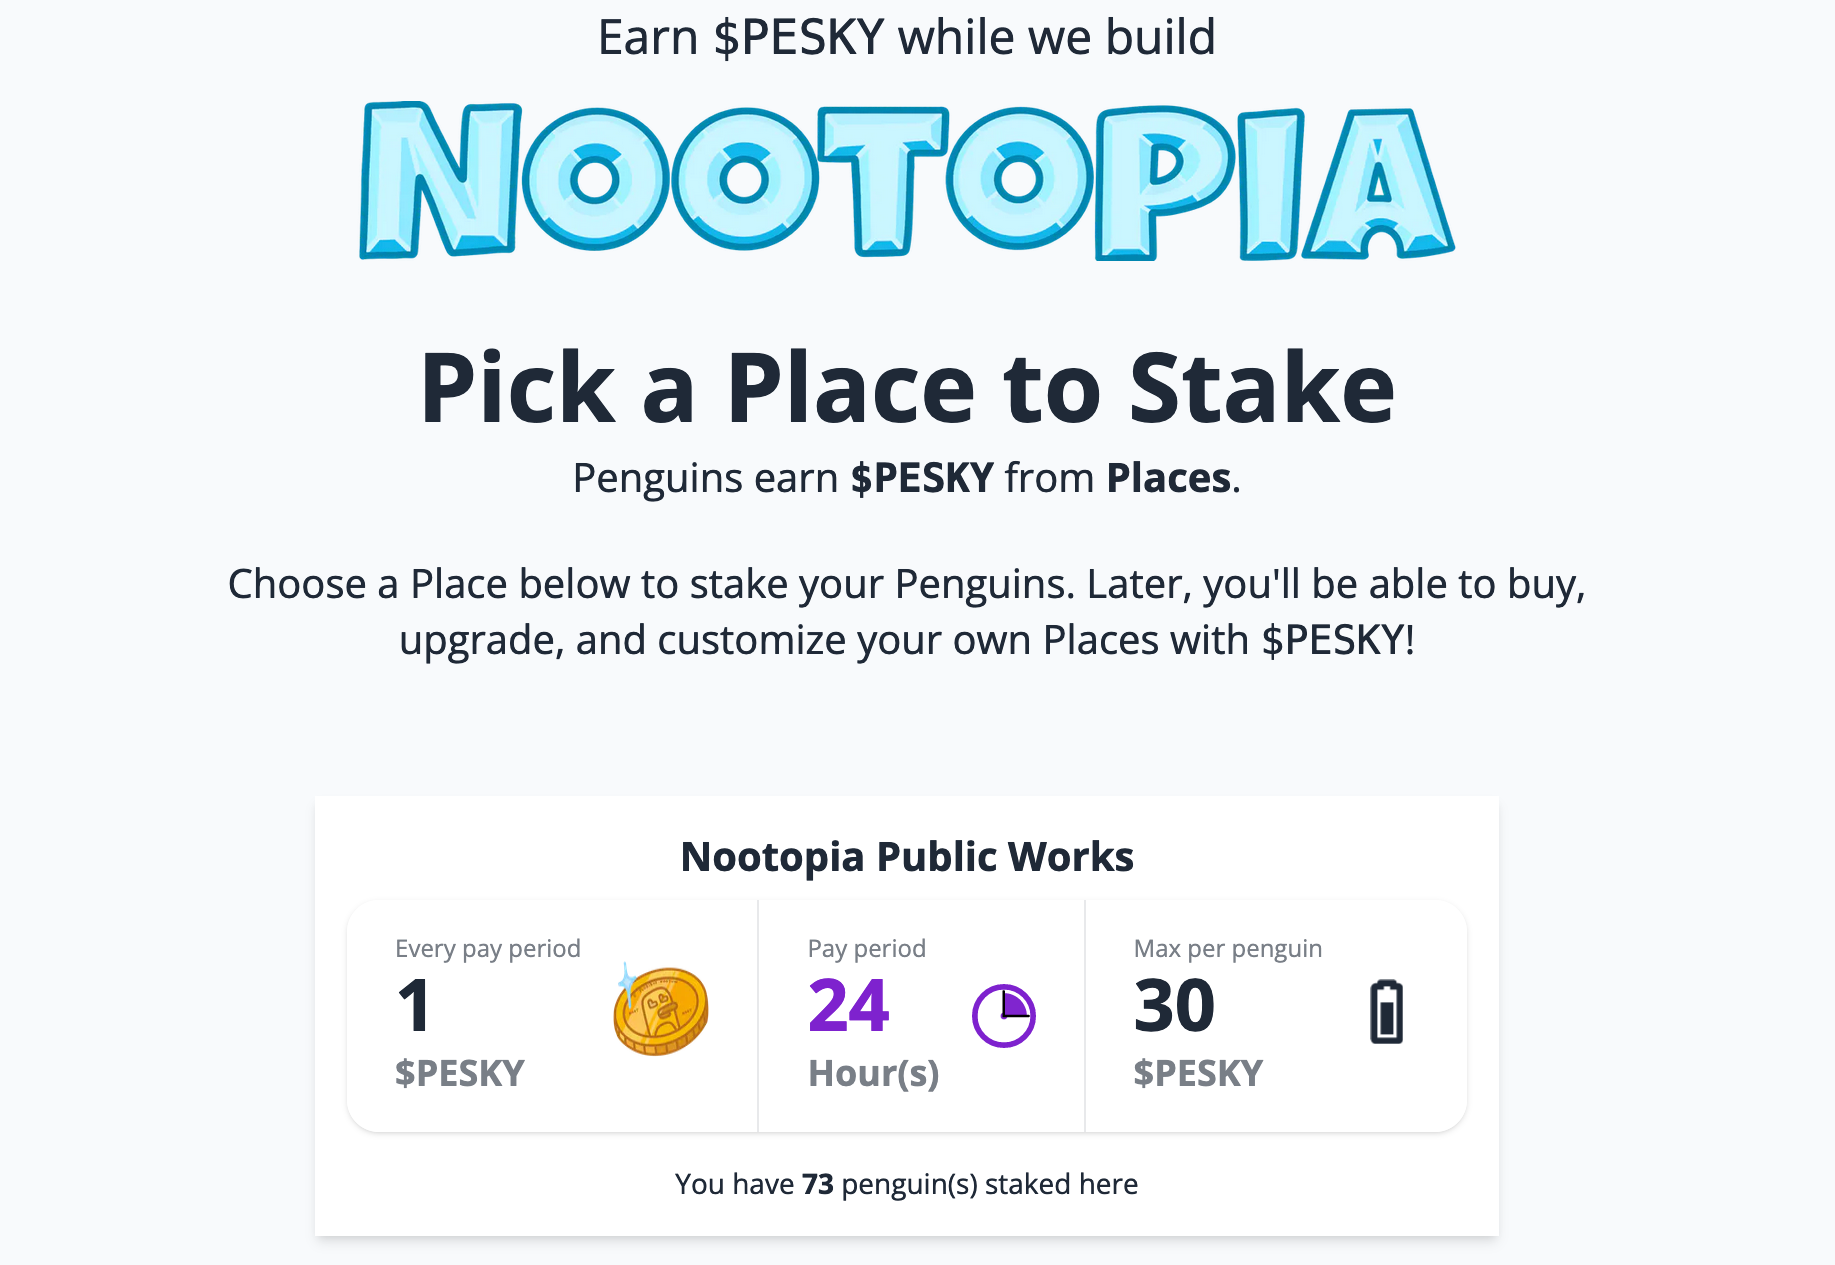 Earn $PESKY while we build
NOOTOPIA
Pick a Place to Stake
Penguins earn $PESKY from Places.
Choose a Place below to stake your Penguins. Later, you'll be able to buy,
upgrade, and customize your own Places with $PESKY!
Nootopia Public Works
Every pay period
1
$PESKY
Pay period
24
Hour(s)
Max per penguin
30
$PESKY
You have 73 penguin(s) staked here